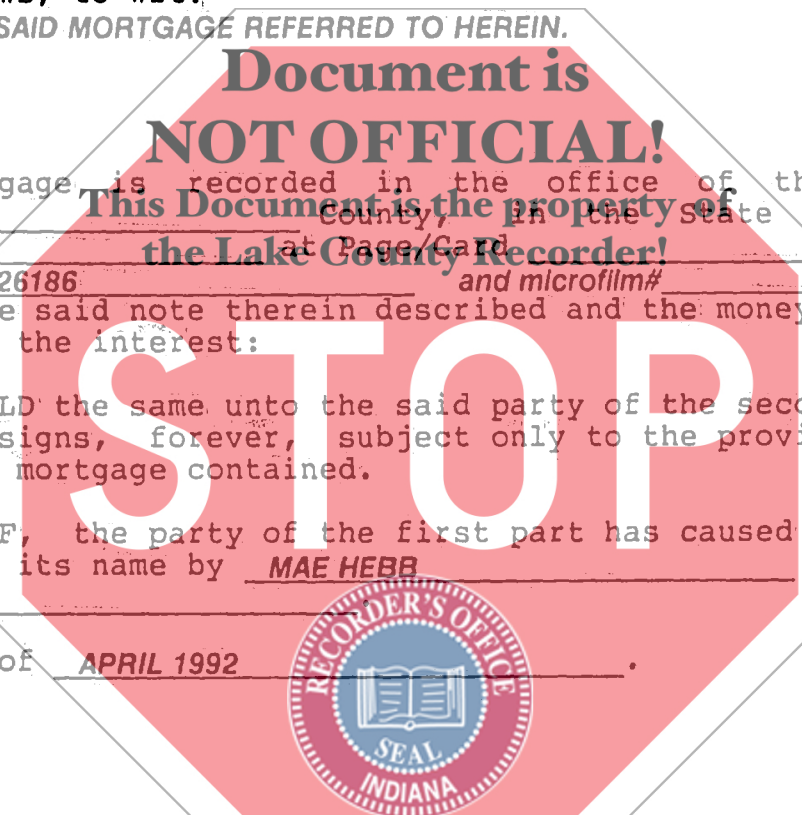 SAID MORTGAGE REFERRED TO HEREIN.
Document is
NOT OFFICIAL!
gage is recorded in the office of th
This Document is the property of
County, in the State
the Lake County Recorder!
at Page/Card
26186 and microfilm#
e said note therein described and the money
the interest:
STOP
LD the same unto the said party of the seco
signs, forever, subject only to the provi
mortgage contained.
F, the party of the first part has caused
its name by MAE HEBB
of APRIL 1992 .
RECORDER'S OFFICE
SEAL
INDIANA